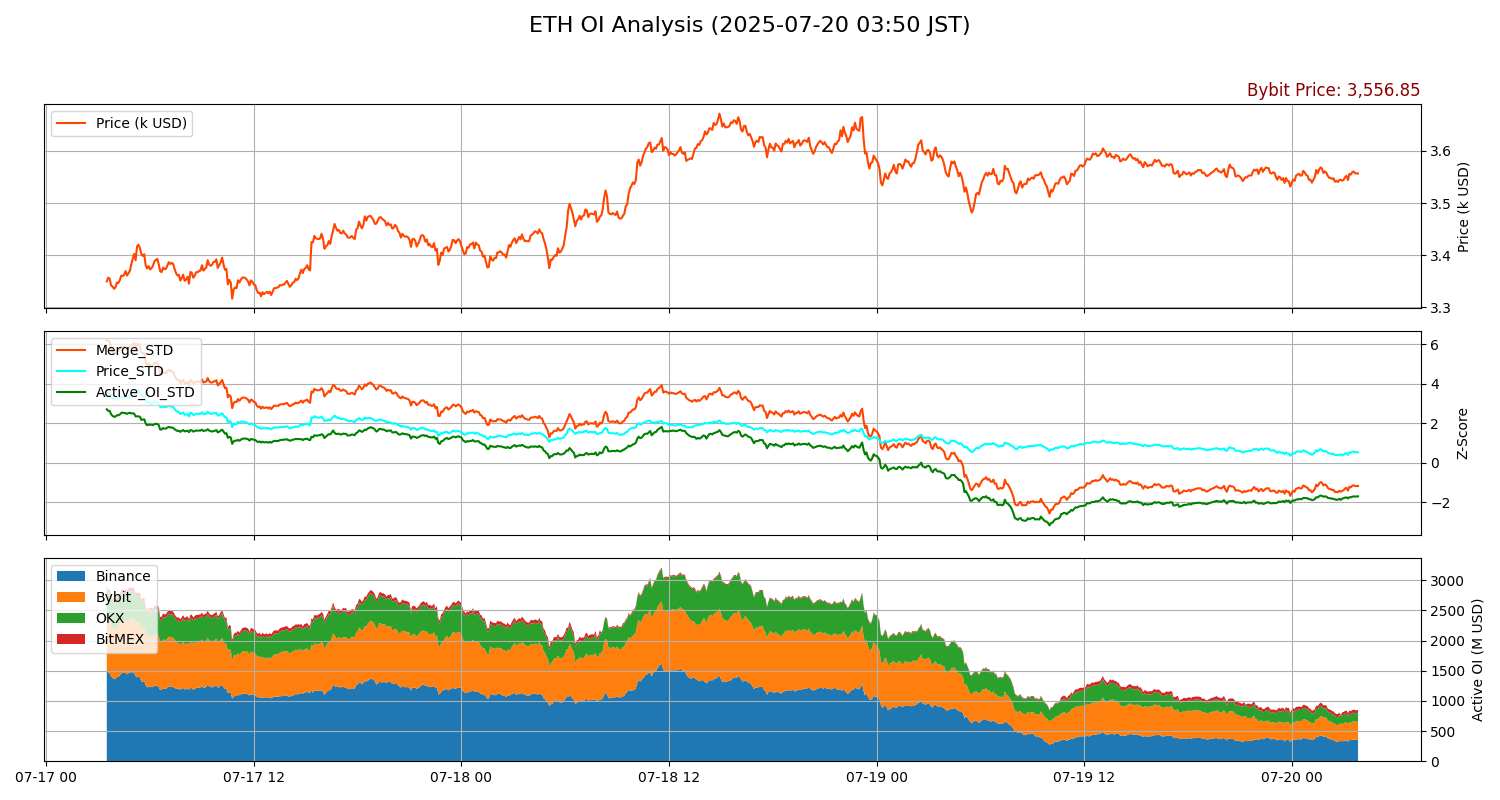 ETH OI Analysis (2025-07-20 03:50 JST)
Bybit Price: 3,556.85
Price (k USD)
3.6
3.5
3.4
3.3
Price (k USD)
Merge_STD
Price_STD
Active_OI_STD
6
4
2
0
−2
Z-Score
Binance
Bybit
OKX
BitMEX
3000
2500
2000
1500
1000
500
0
Active OI (M USD)
07-17 00
07-17 12
07-18 00
07-18 12
07-19 00
07-19 12
07-20 00